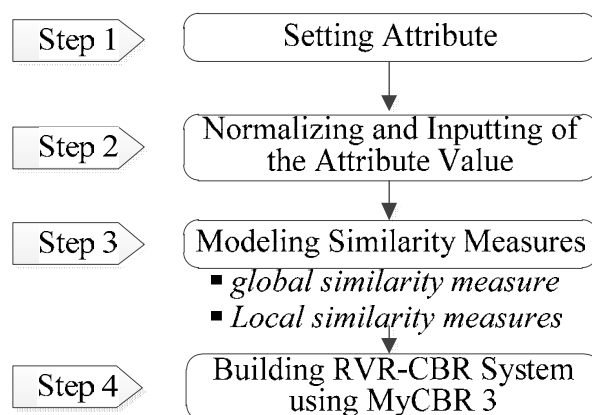 Step 1
Setting Attribute
Step 2
Normalizing and Inputting of
the Attribute Value
Step 3
Modeling Similarity Measures
▪ global similarity measure
▪ Local similarity measures
Step 4
Building RVR-CBR System
using MyCBR 3